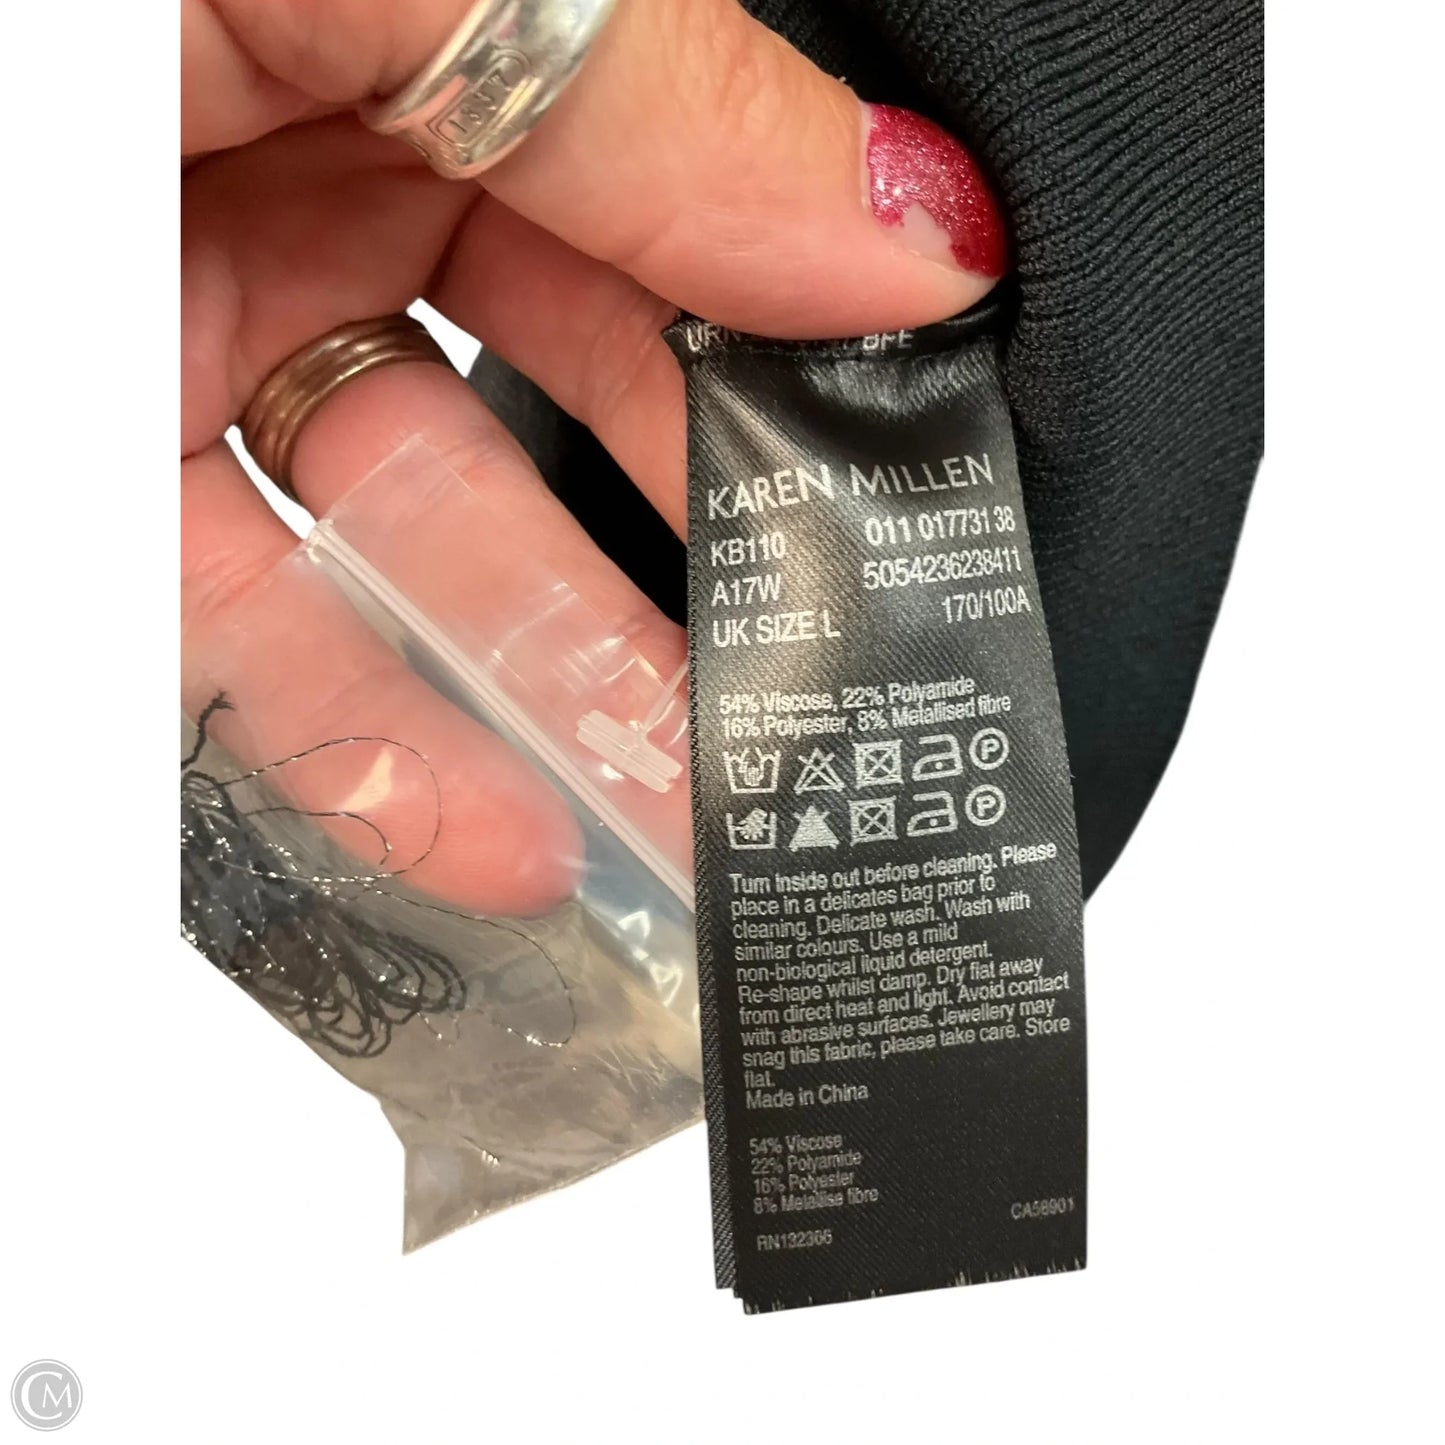 KAREN MILLEN
KB110 011 017731 38
A17W 5054236238411
UK SIZE L 170/100A
54% Viscose, 22% Polyamide
16% Polyester, 8% Metallised fibre
P
P
Turn inside out before cleaning. Please
place in a delicates bag prior to
cleaning. Delicate wash. Wash with
similar colours. Use a mild
non-biological liquid detergent.
Re-shape whilst damp. Dry flat away
from direct heat and light. Avoid contact
with abrasive surfaces. Jewellery may
snag this fabric, please take care. Store
flat.
Made in China
54% Viscose
22% Polyamide
16% Polyester
8% Metallise fibre
CA58901
RN132366
CM